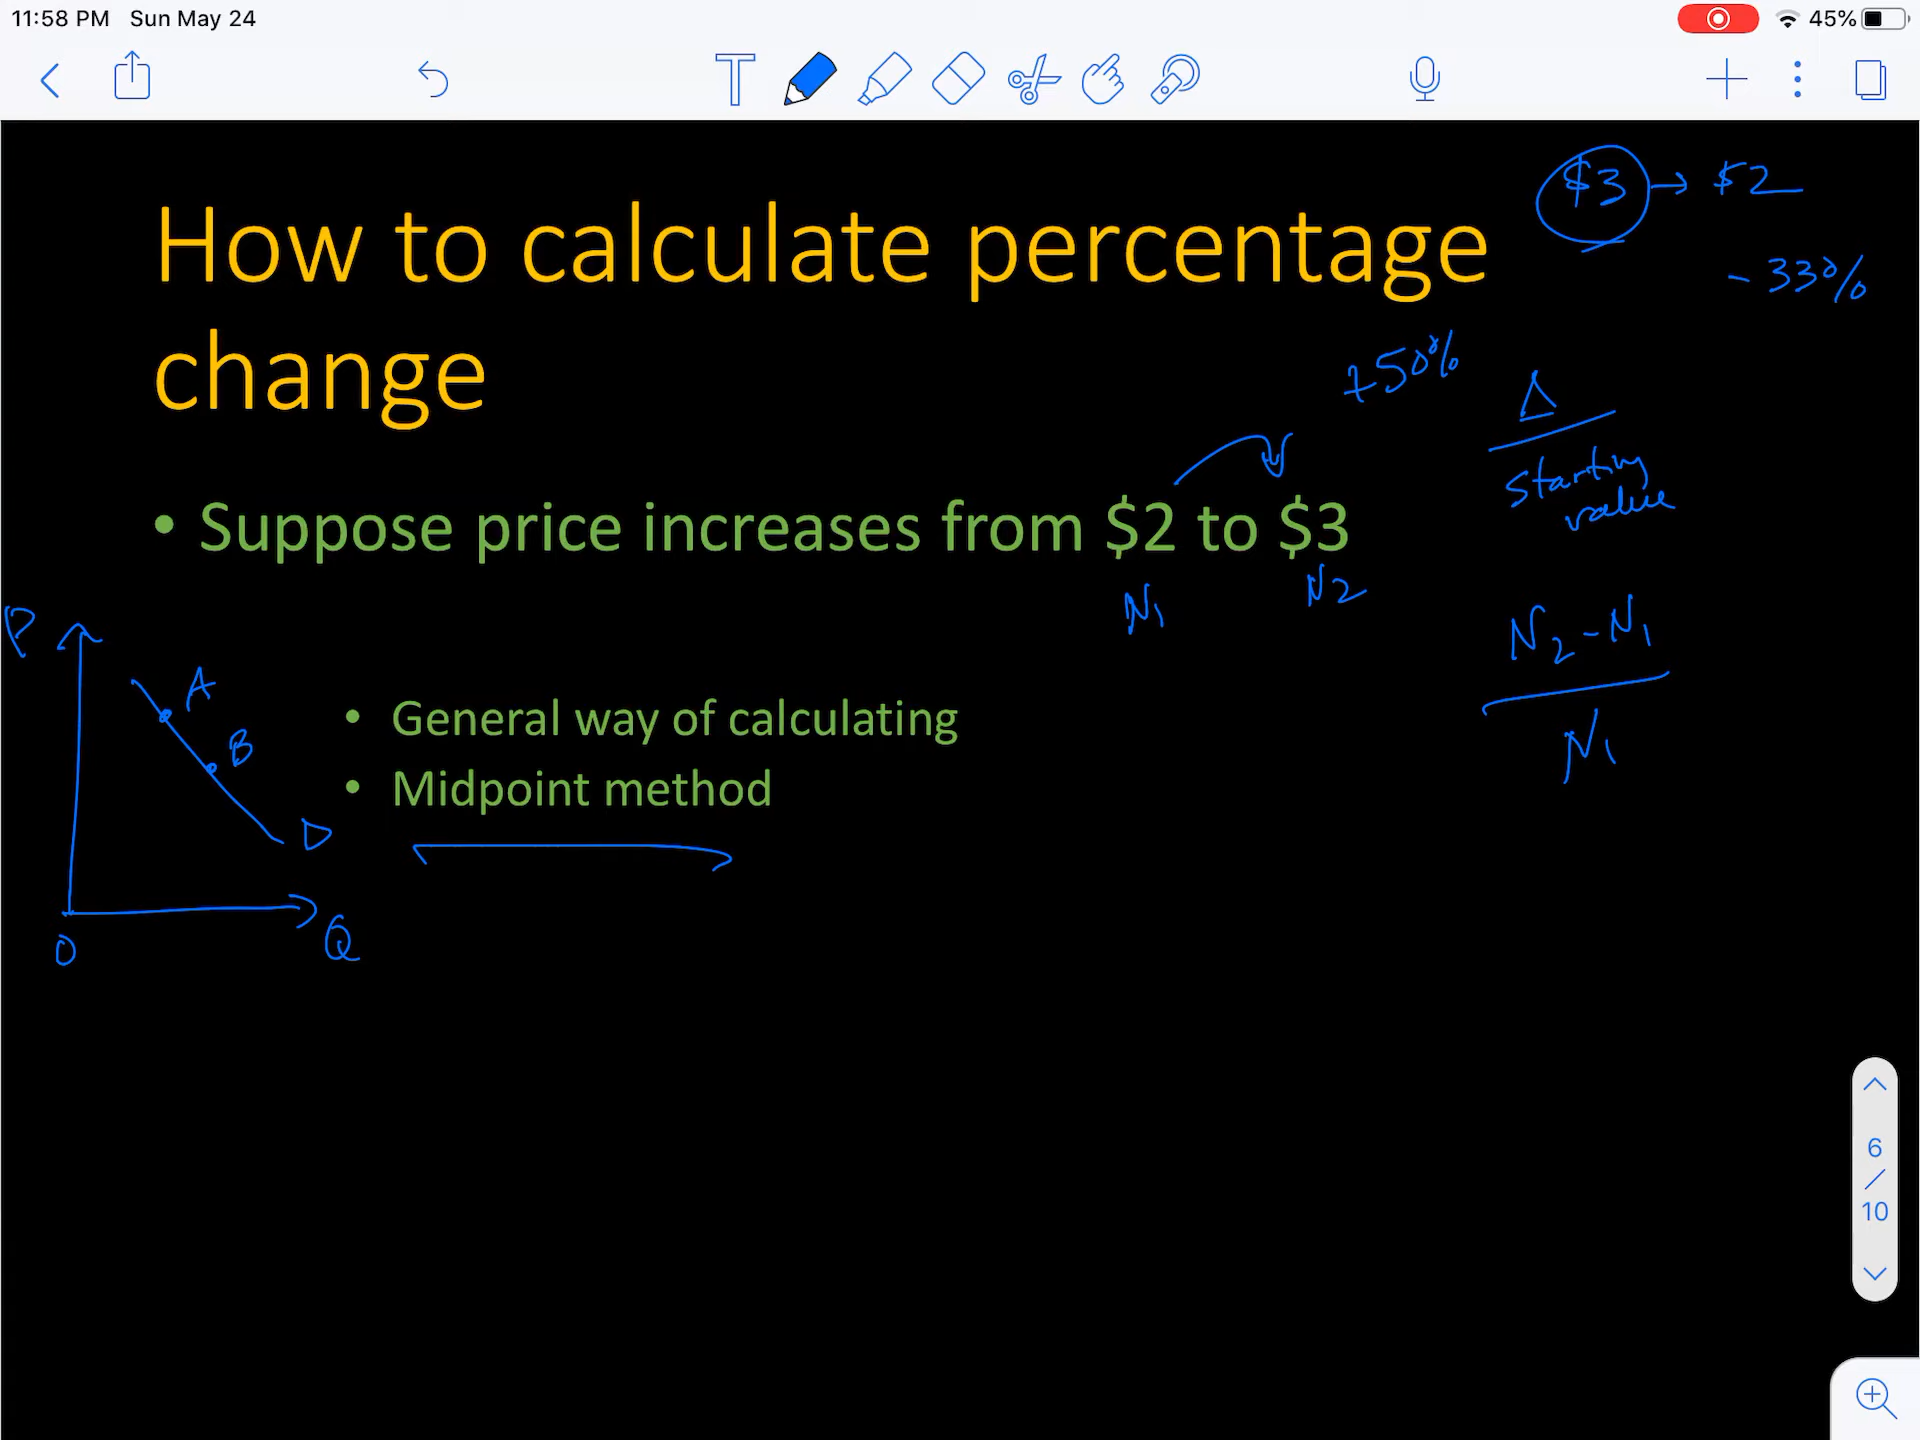 11:58 PM Sun May 24
45%
T
$3 → $2
How to calculate percentage
change
- 33%
+50%
Δ
starting
value
• Suppose price increases from $2 to $3
N1
N2
N2 - N1
N1
P
A
B
D
O
Q
• General way of calculating
• Midpoint method
6
/
10